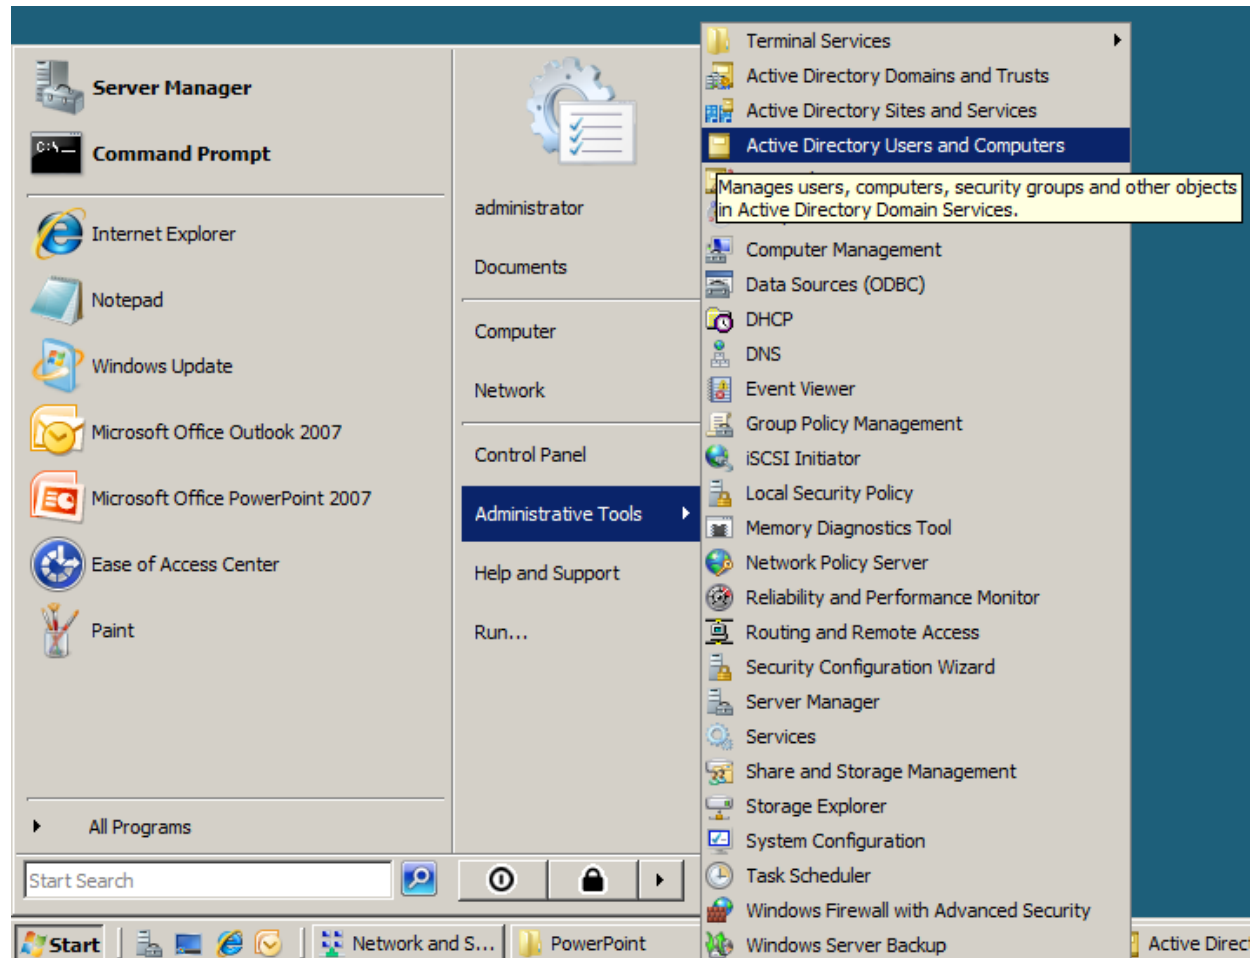 Server Manager
Command Prompt
Internet Explorer
Notepad
Windows Update
Microsoft Office Outlook 2007
Microsoft Office PowerPoint 2007
Ease of Access Center
Paint
All Programs
Start Search
administrator
Documents
Computer
Network
Control Panel
Administrative Tools
Help and Support
Run...
Terminal Services
Active Directory Domains and Trusts
Active Directory Sites and Services
Active Directory Users and Computers
Manages users, computers, security groups and other objects
in Active Directory Domain Services.
Computer Management
Data Sources (ODBC)
DHCP
DNS
Event Viewer
Group Policy Management
iSCSI Initiator
Local Security Policy
Memory Diagnostics Tool
Network Policy Server
Reliability and Performance Monitor
Routing and Remote Access
Security Configuration Wizard
Server Manager
Services
Share and Storage Management
Storage Explorer
System Configuration
Task Scheduler
Windows Firewall with Advanced Security
Windows Server Backup
Start
Network and S...
PowerPoint
Active Direct